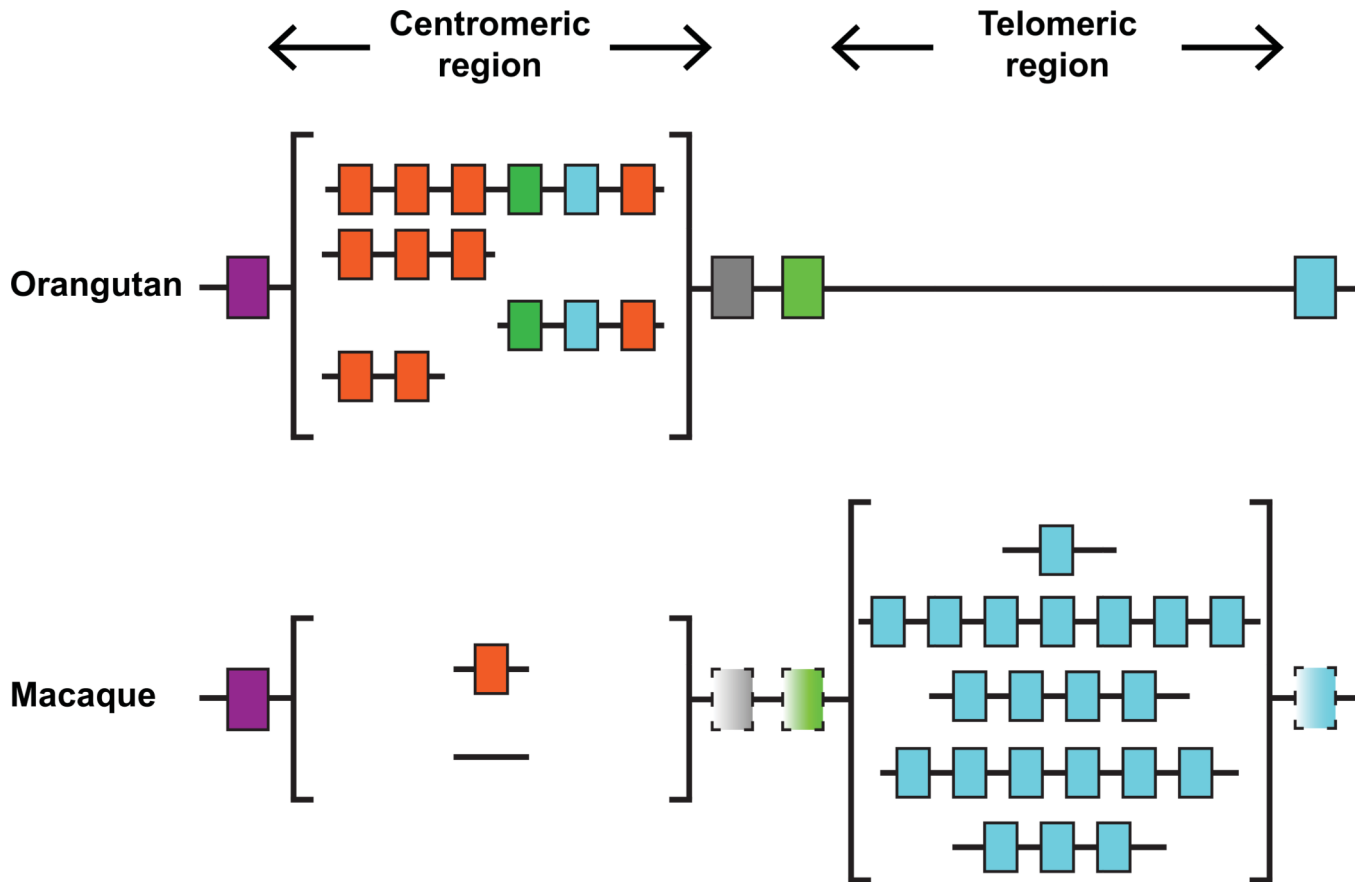 Centromeric
region
Telomeric
region
Orangutan
Macaque